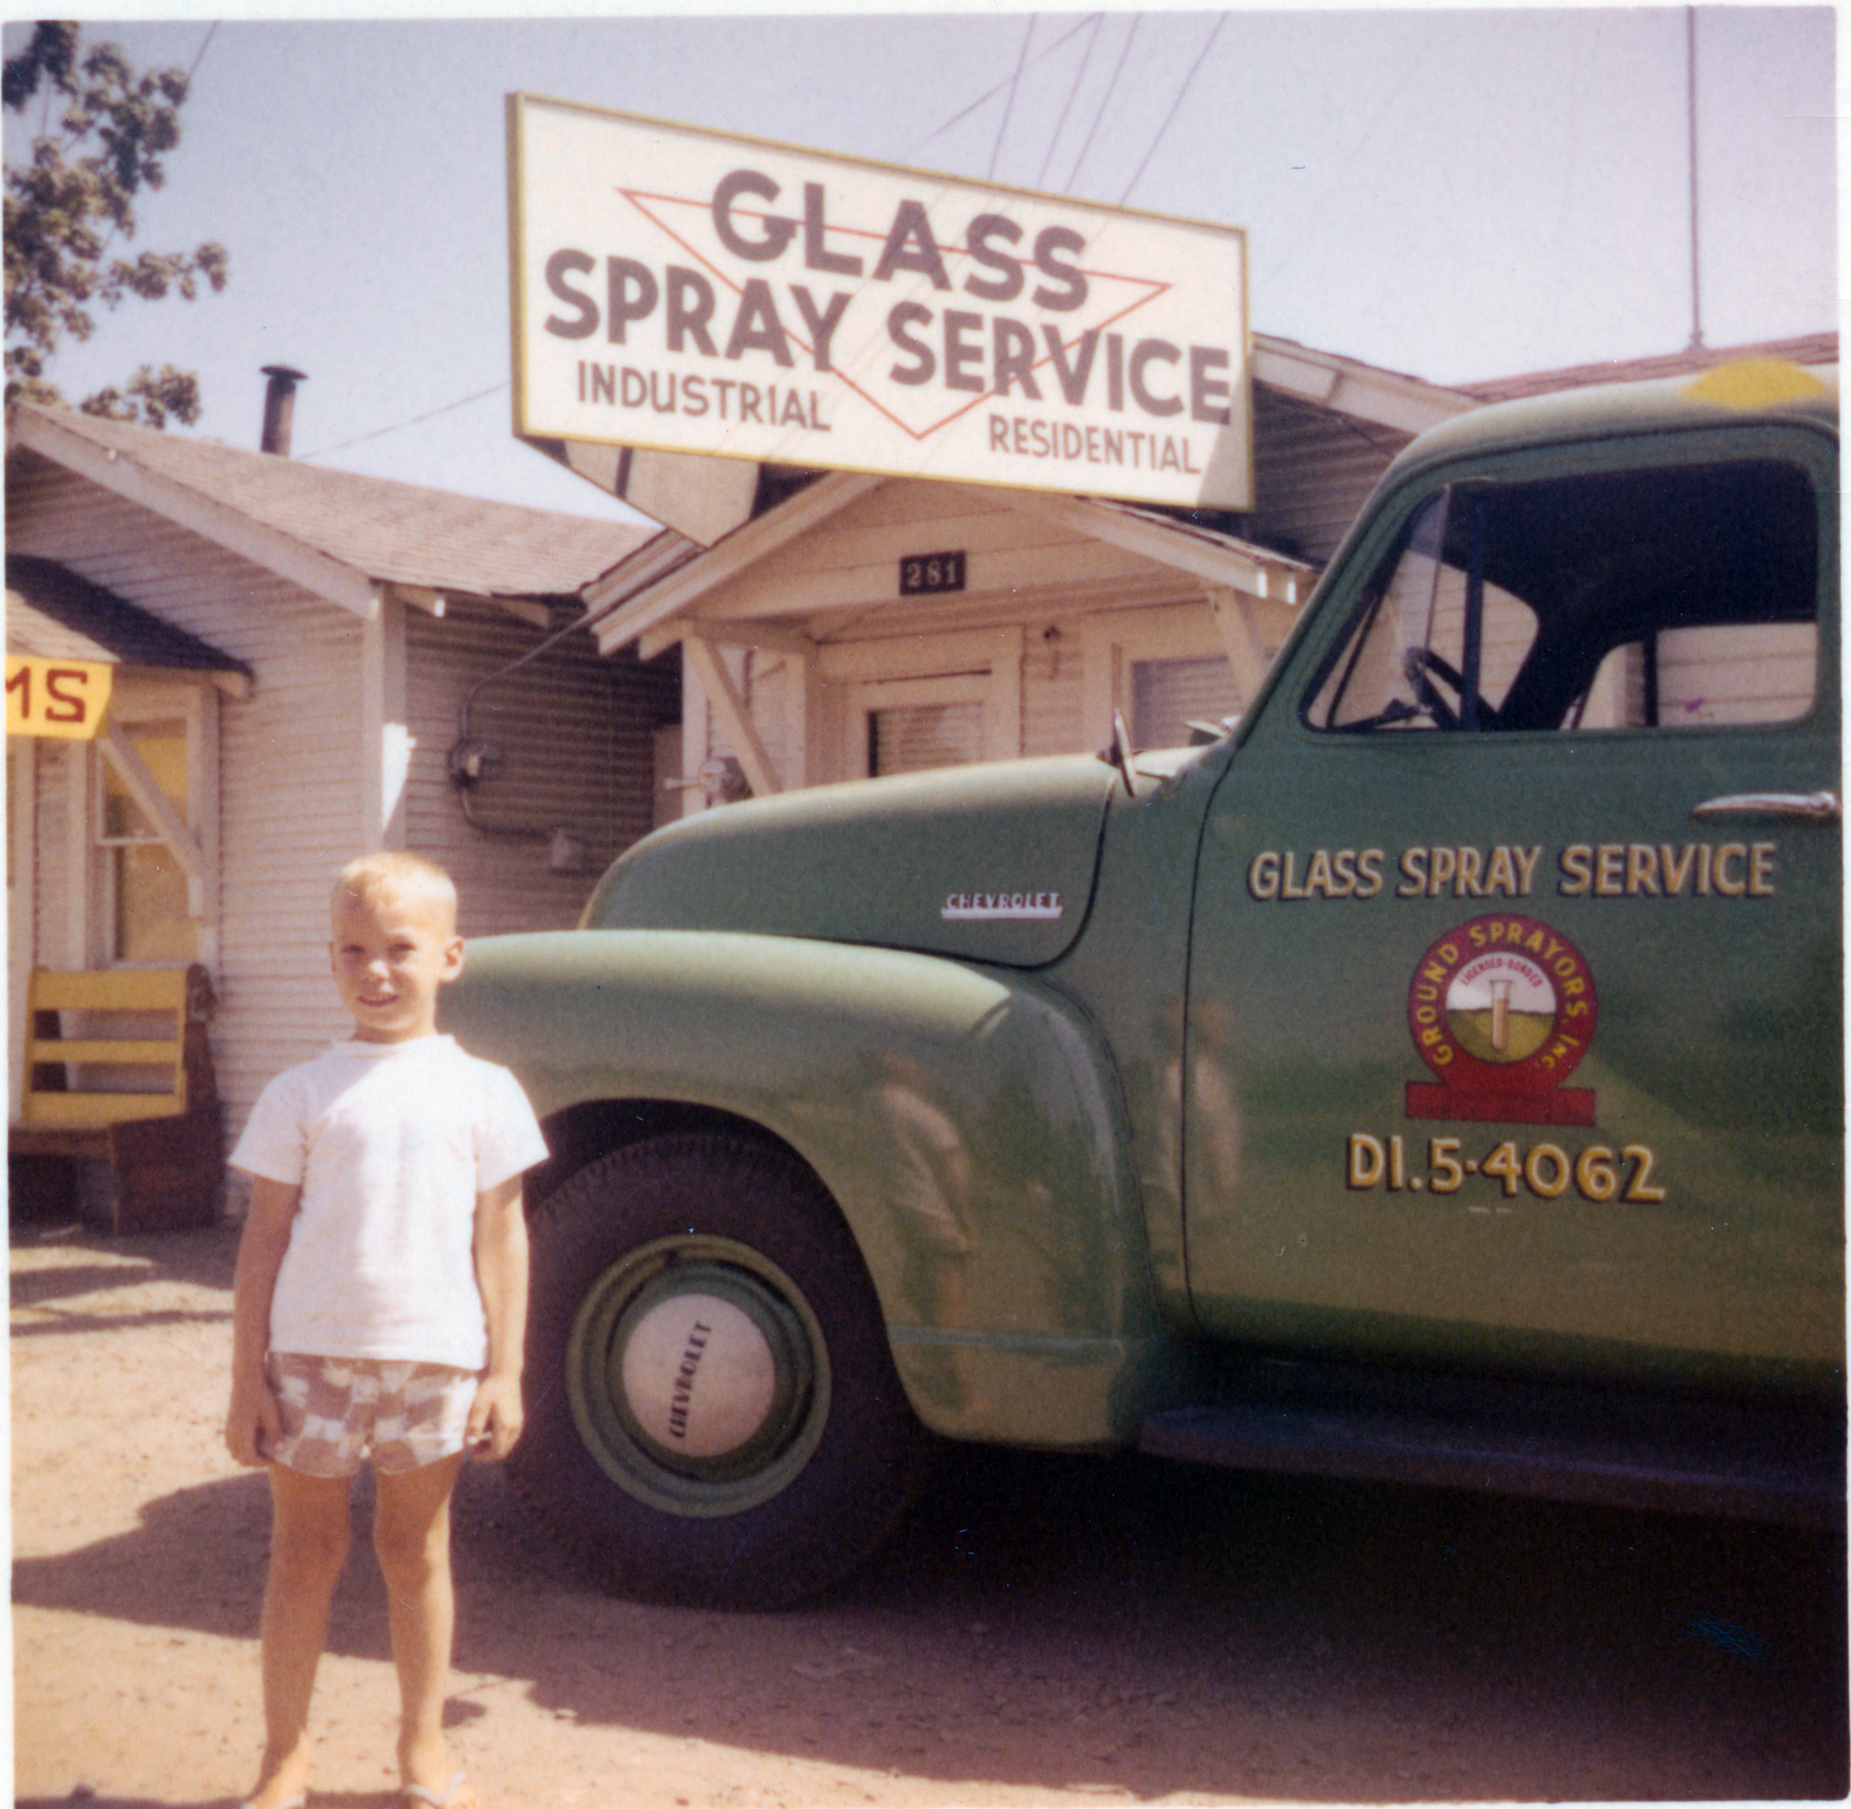 GLASS
SPRAY SERVICE
INDUSTRIAL
RESIDENTIAL
281
MS
CHEVROLET
GLASS SPRAY SERVICE
GROUND SPRAYORS, INC.
LICENSED-BONDED
DI.5-4062
CHEVROLET